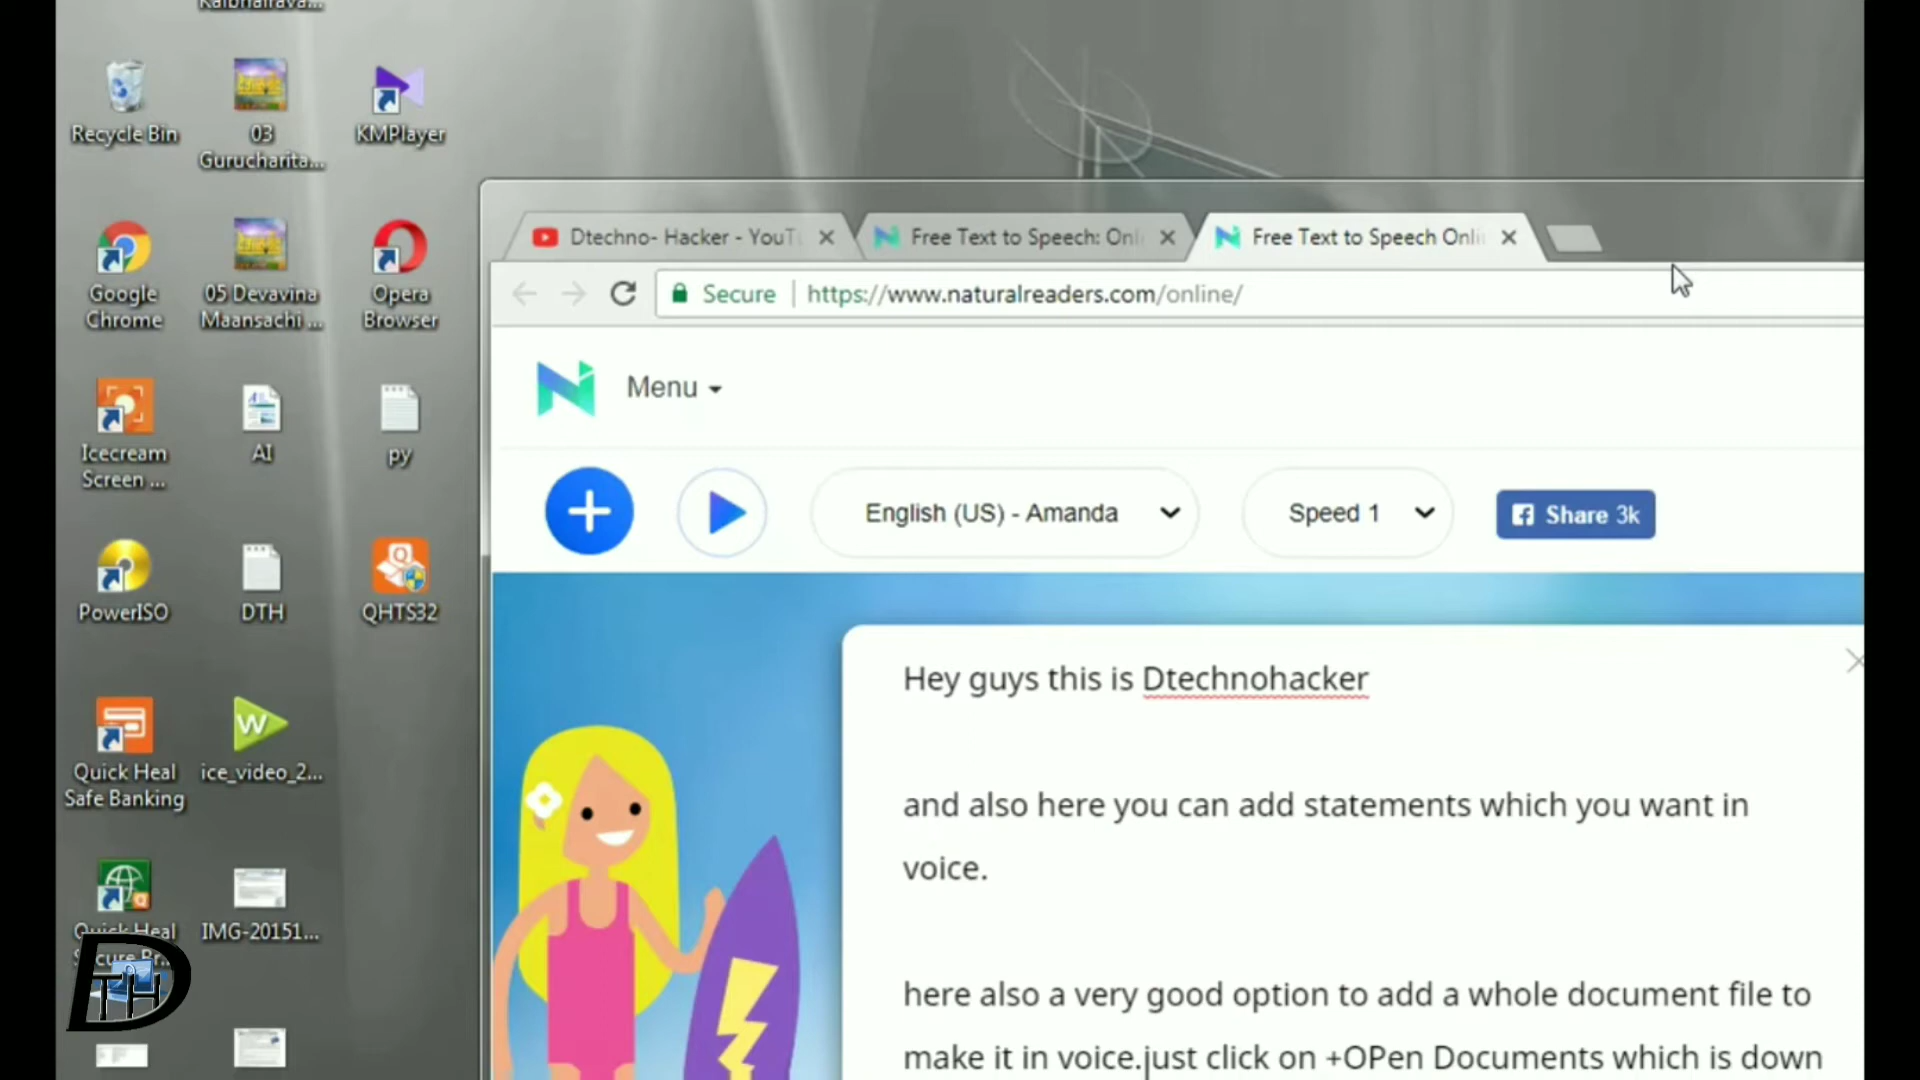 Recycle Bin
03
Gurucharita...
KMPlayer
Google
Chrome
05 Devavina
Maansachi ...
Opera
Browser
Icecream
Screen ...
AI
py
PowerISO
DTH
QHTS32
Quick Heal
Safe Banking
ice_video_2...
Quick Heal
IMG-20151...
DTH
Dtechno- Hacker - YouT
Free Text to Speech: Onl
Free Text to Speech Onli
Secure
https://www.naturalreaders.com/online/
Menu
English (US) - Amanda
Speed 1
Share 3k
Hey guys this is Dtechnohacker
and also here you can add statements which you want in
voice.
here also a very good option to add a whole document file to
make it in voice.just click on +OPen Documents which is down